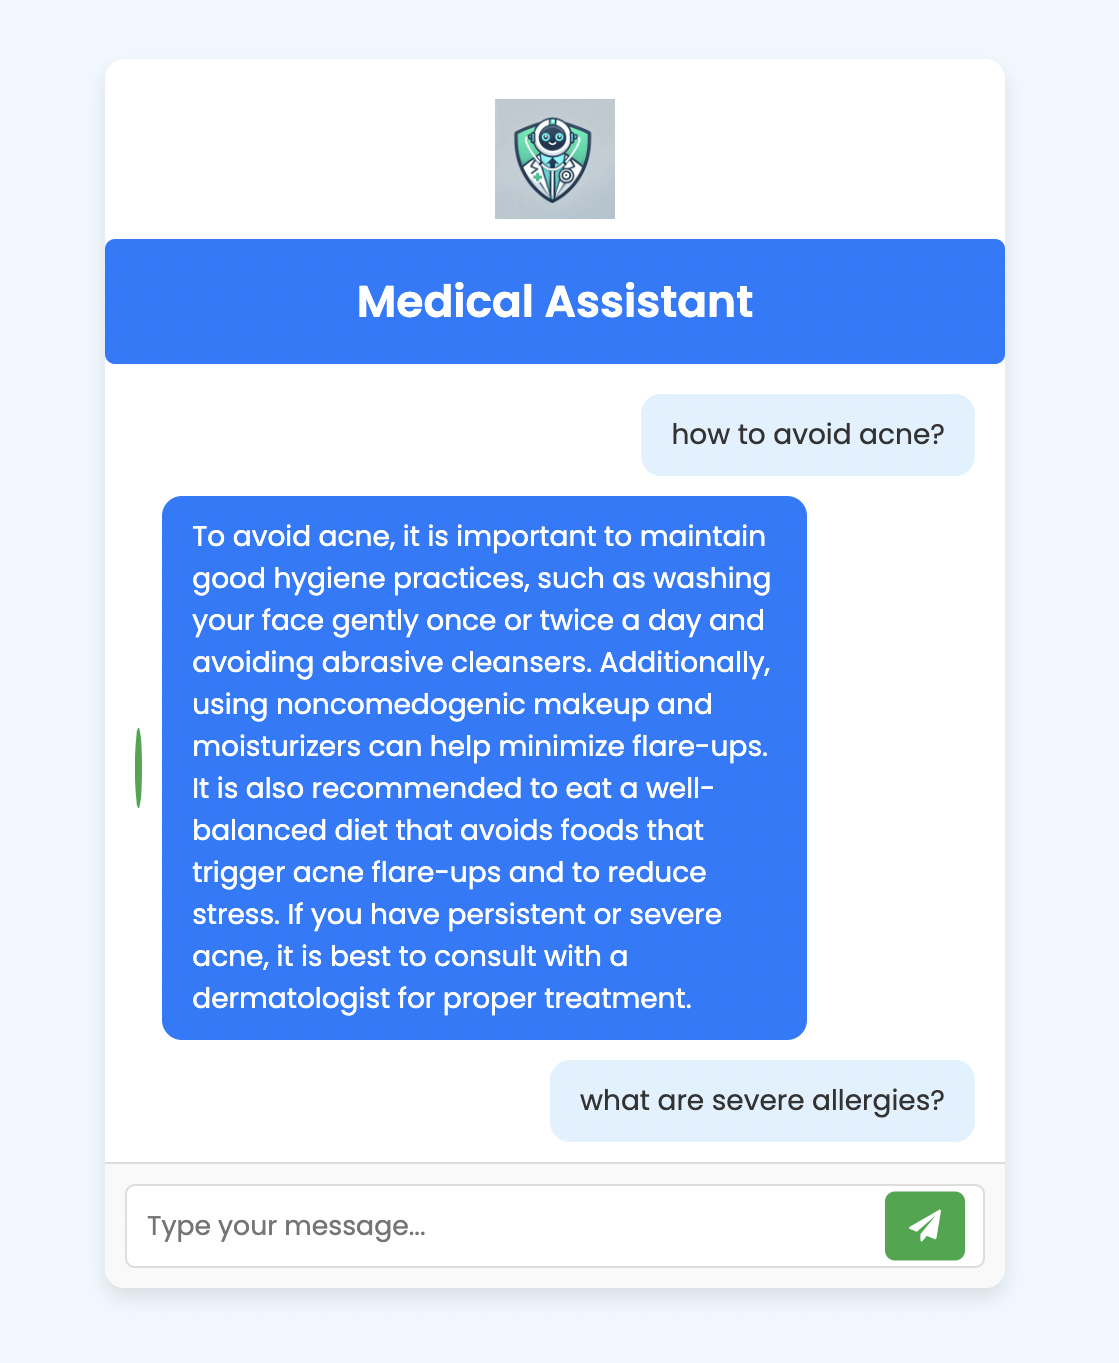 Medical Assistant
how to avoid acne?
To avoid acne, it is important to maintain
good hygiene practices, such as washing
your face gently once or twice a day and
avoiding abrasive cleansers. Additionally,
using noncomedogenic makeup and
moisturizers can help minimize flare-ups.
It is also recommended to eat a well-
balanced diet that avoids foods that
trigger acne flare-ups and to reduce
stress. If you have persistent or severe
acne, it is best to consult with a
dermatologist for proper treatment.
what are severe allergies?
Type your message...